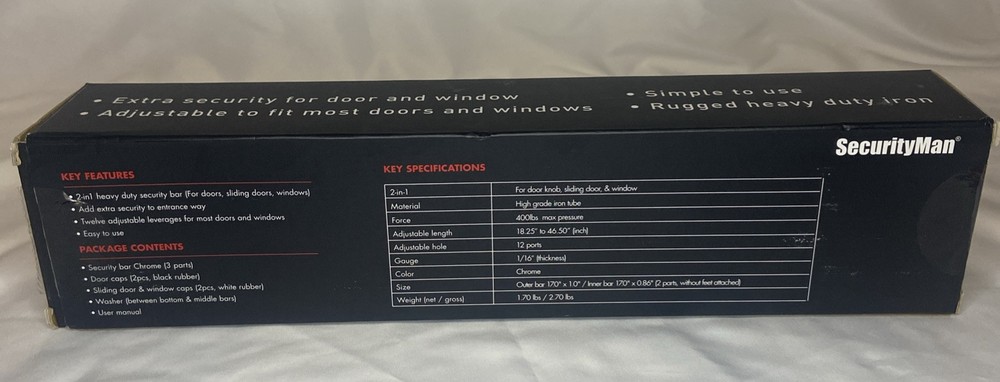 • Extra security for door and window
• Adjustable to fit most doors and windows
• Simple to use
• Rugged heavy duty iron
SecurityMan®
KEY FEATURES
• 2-in1 heavy duty security bar (For doors, sliding doors, windows)
• Add extra security to entrance way
• Twelve adjustable leverages for most doors and windows
• Easy to use
PACKAGE CONTENTS
• Security bar Chrome (3 parts)
• Door caps (2pcs, black rubber)
• Sliding door & window caps (2pcs, white rubber)
• Washer (between bottom & middle bars)
• User manual
KEY SPECIFICATIONS
2-in-1 For door knob, sliding door, & window
Material High grade iron tube
Force 400lbs max pressure
Adjustable length 18.25" to 46.50" (inch)
Adjustable hole 12 ports
Gauge 1/16" (thickness)
Color Chrome
Size Outer bar 17.0" x 1.0" / Inner bar 17.0" x 0.86" (2 parts, without feet attached)
Weight (net / gross) 1.70 lbs / 2.70 lbs